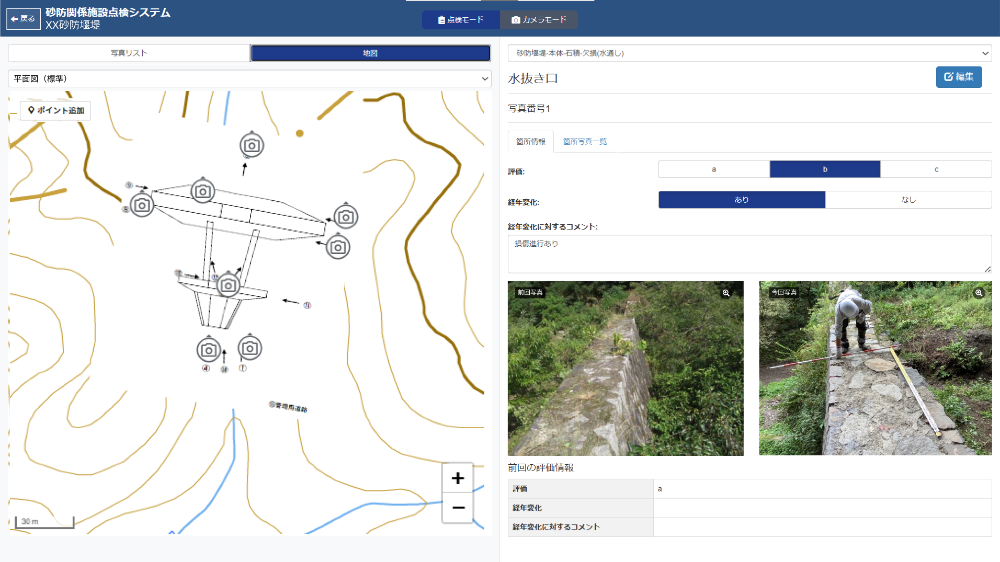 戻る
砂防関係施設点検システム
XX砂防堰堤
点検モード
カメラモード
写真リスト
地図
平面図（標準）
ポイント追加
⑨
⑧
⑫
④
⑭
⑦
管理用道路
+
−
30 m
砂防堰堤-本体-石積-欠損(水通し)
水抜き口
編集
写真番号1
箇所情報
箇所写真一覧
評価:
a
b
c
経年変化:
あり
なし
経年変化に対するコメント:
損傷進行あり
前回写真
今回写真
前回の評価情報
評価
a
経年変化
経年変化に対するコメント